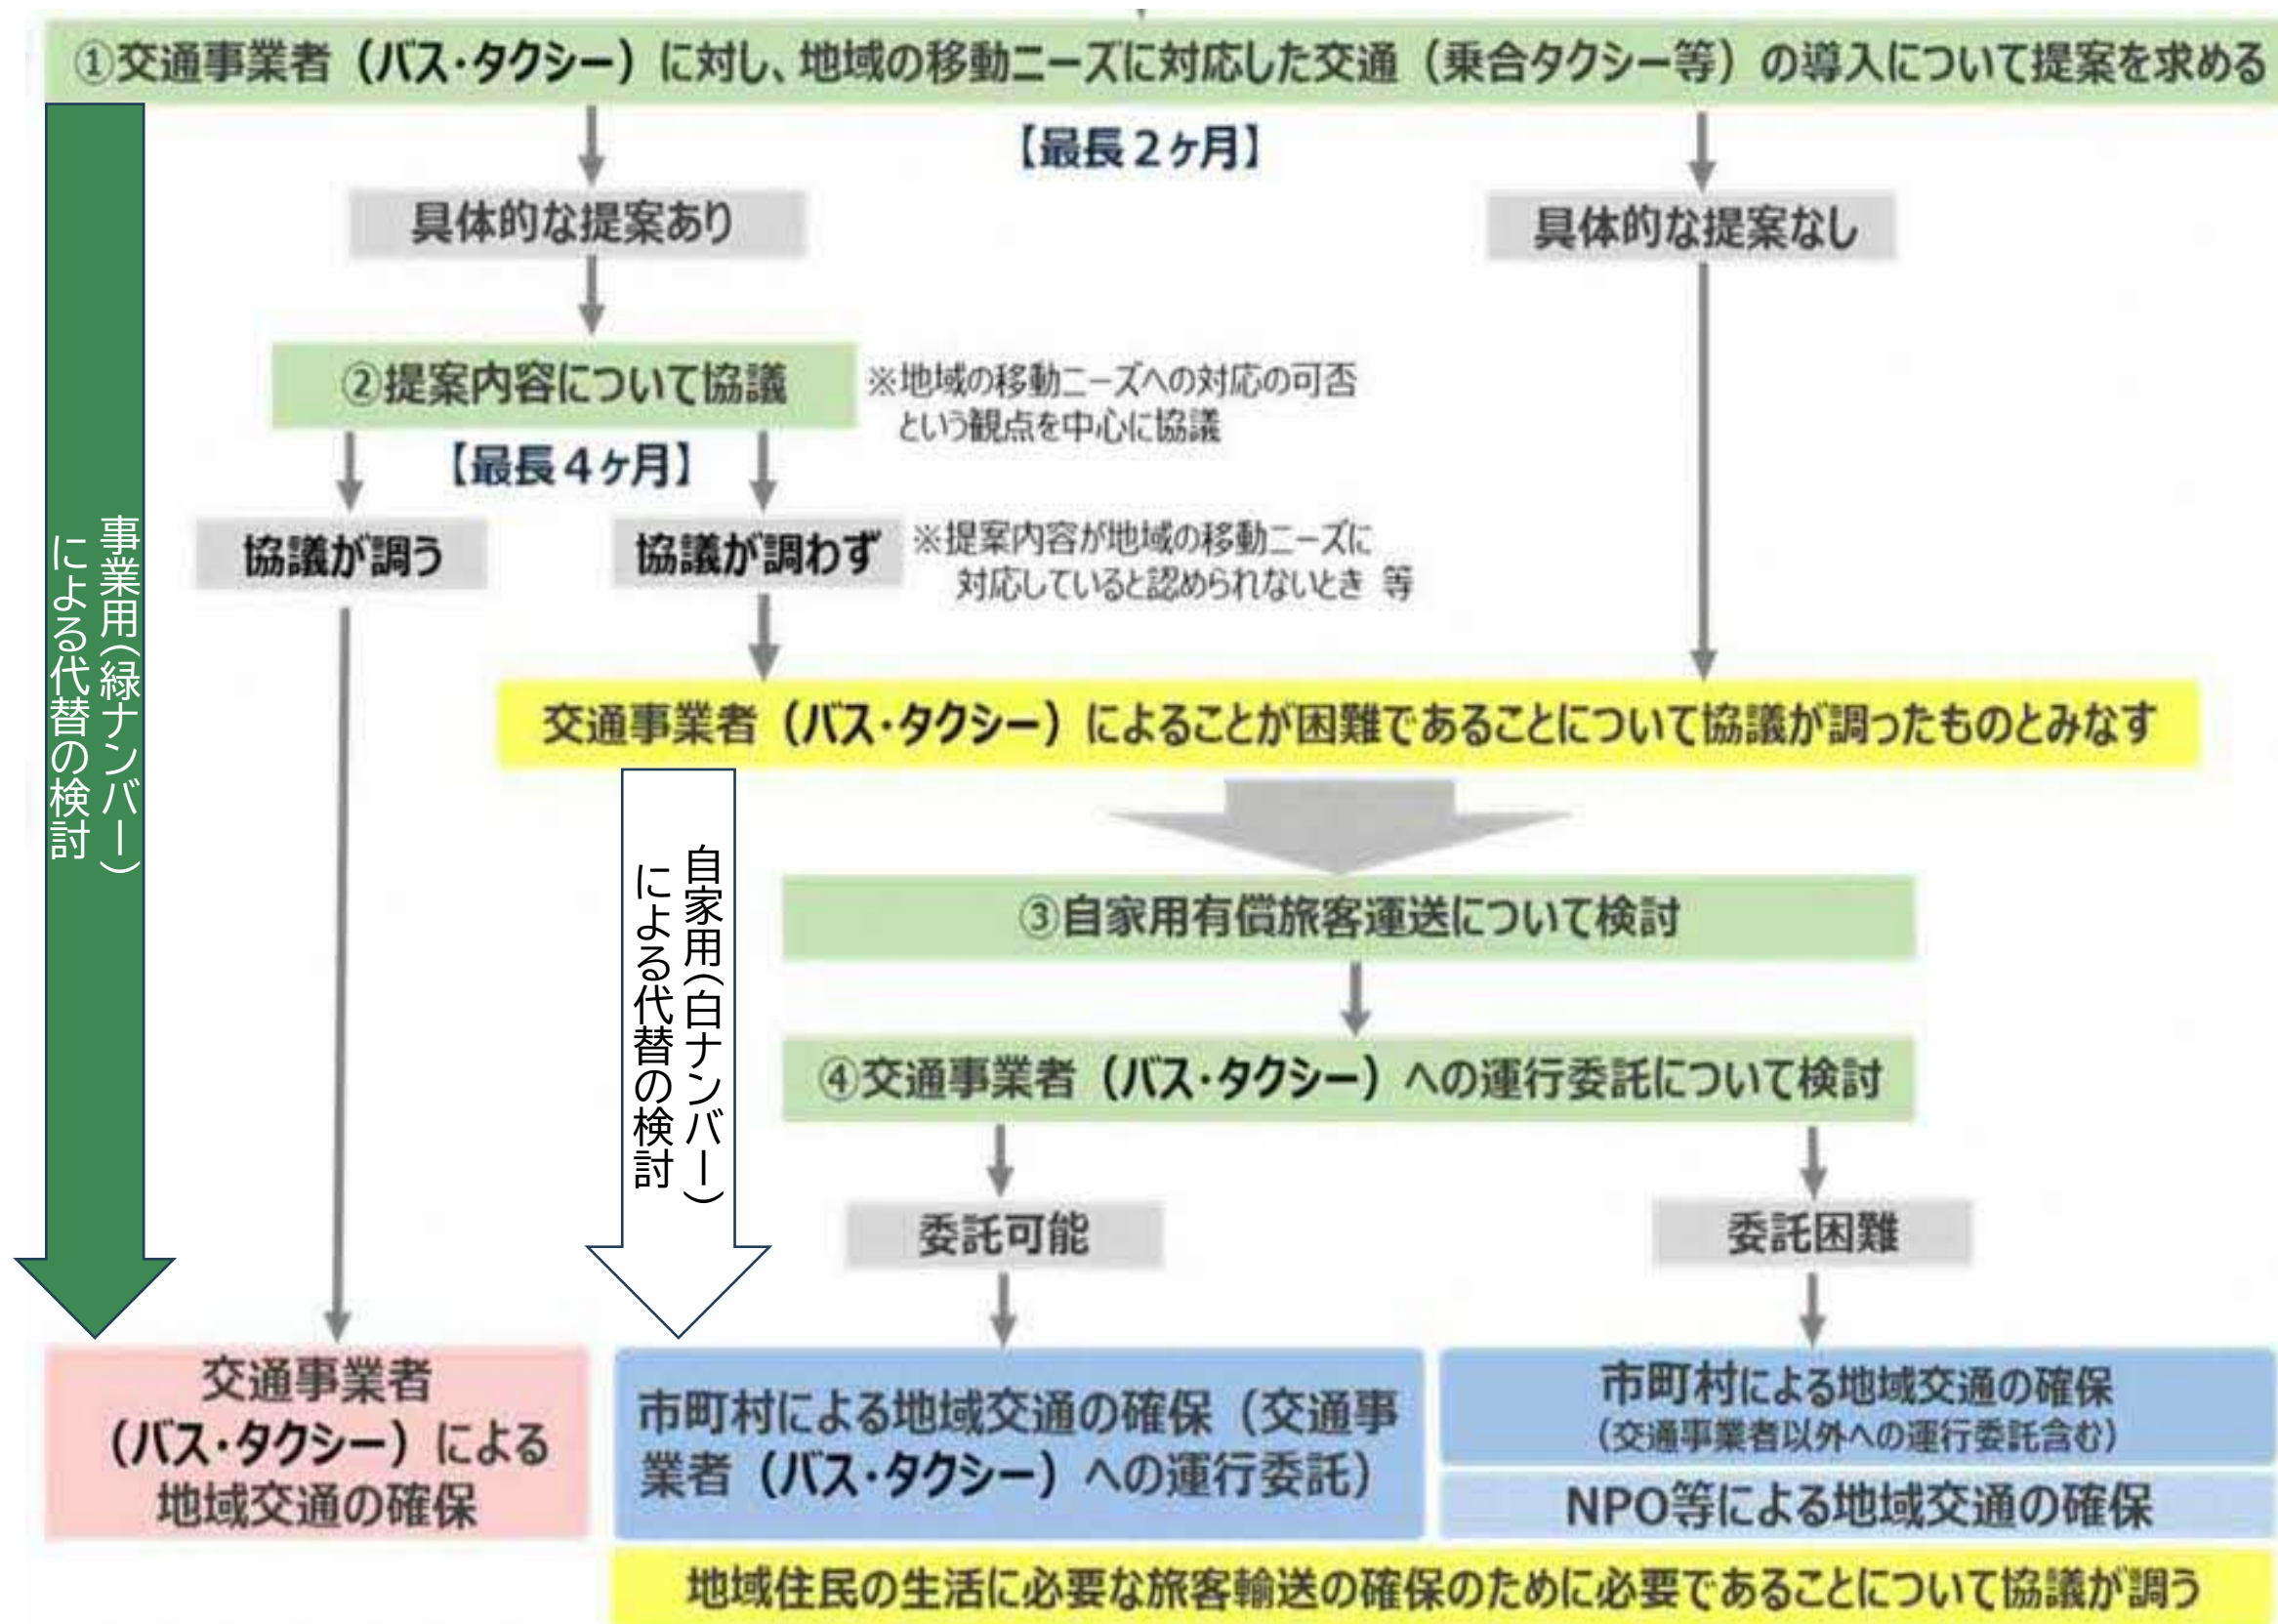 ①交通事業者（バス・タクシー）に対し、地域の移動ニーズに対応した交通（乗合タクシー等）の導入について提案を求める
【最長２ヶ月】
具体的な提案あり
具体的な提案なし
②提案内容について協議
※地域の移動ニーズへの対応の可否
という観点を中心に協議
【最長４ヶ月】
協議が調う
協議が調わず
※提案内容が地域の移動ニーズに
対応していると認められないとき 等
事業用（緑ナンバー）
による代替の検討
交通事業者（バス・タクシー）によることが困難であることについて協議が調ったものとみなす
自家用（白ナンバー）
による代替の検討
③自家用有償旅客運送について検討
④交通事業者（バス・タクシー）への運行委託について検討
委託可能
委託困難
交通事業者
（バス・タクシー）による
地域交通の確保
市町村による地域交通の確保（交通事
業者（バス・タクシー）への運行委託）
市町村による地域交通の確保
（交通事業者以外への運行委託含む）
NPO等による地域交通の確保
地域住民の生活に必要な旅客輸送の確保のために必要であることについて協議が調う